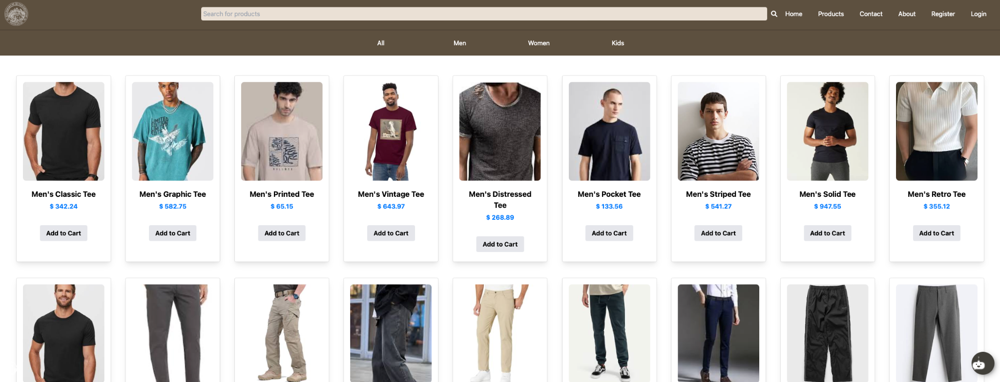 Search for products
Home
Products
Contact
About
Register
Login
All
Men
Women
Kids
LIMITED
EDITION
LIMITED
EDITION
Men's Classic Tee
$ 342.24
Add to Cart
Men's Graphic Tee
$ 582.75
Add to Cart
Men's Printed Tee
$ 65.15
Add to Cart
Men's Vintage Tee
$ 643.97
Add to Cart
Men's Distressed
Tee
$ 268.89
Add to Cart
Men's Pocket Tee
$ 133.56
Add to Cart
Men's Striped Tee
$ 541.27
Add to Cart
Men's Solid Tee
$ 947.55
Add to Cart
Men's Retro Tee
$ 355.12
Add to Cart